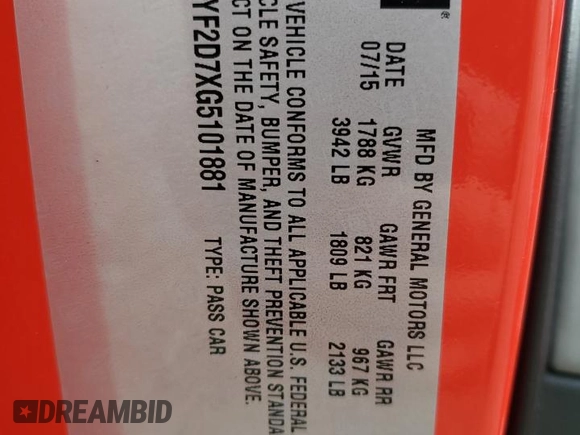 ®
MFD BY GENERAL MOTORS LLC
DATE GVWR GAWR FRT GAWR RR
07/15 1788 KG 821 KG 967 KG
3942 LB 1809 LB 2133 LB
VEHICLE CONFORMS TO ALL APPLICABLE U.S. FEDERAL
CLE SAFETY, BUMPER, AND THEFT PREVENTION STANDA
CT ON THE DATE OF MANUFACTURE SHOWN ABOVE.
YF2D7XG5101881 TYPE: PASS CAR
DREAMBID